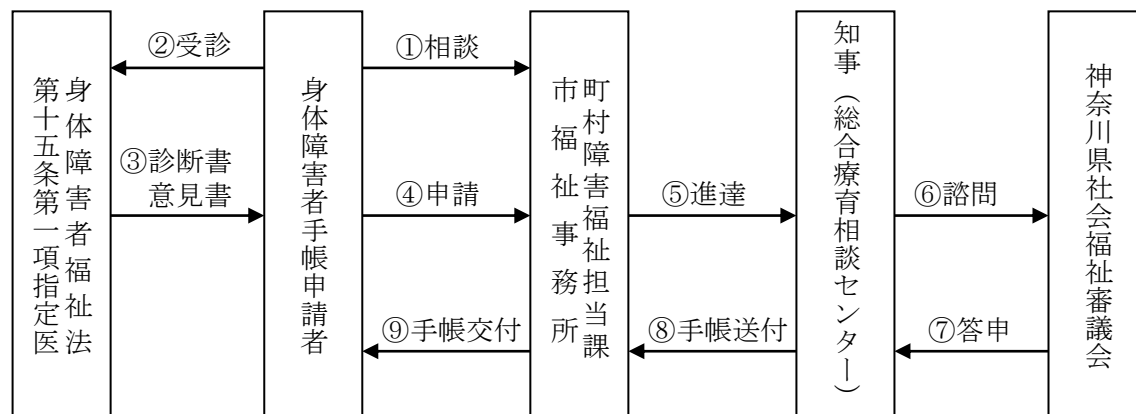 身体障害者福祉法
第十五条第一項指定医
②受診
③診断書
意見書
身体障害者手帳申請者
①相談
④申請
⑨手帳交付
町村障害福祉担当課
市福祉事務所
⑤進達
⑧手帳送付
知事（総合療育相談センター）
⑥諮問
⑦答申
神奈川県社会福祉審議会